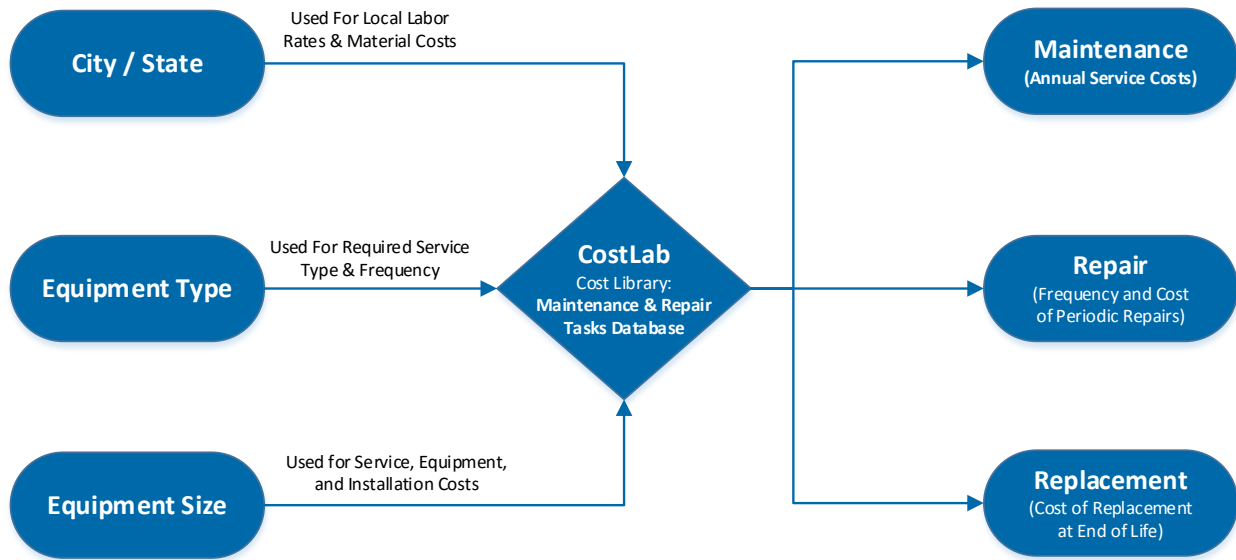 City / State
Used For Local Labor
Rates & Material Costs
Equipment Type
Used For Required Service
Type & Frequency
Equipment Size
Used for Service, Equipment,
and Installation Costs
CostLab
Cost Library:
Maintenance & Repair
Tasks Database
Maintenance
(Annual Service Costs)
Repair
(Frequency and Cost
of Periodic Repairs)
Replacement
(Cost of Replacement
at End of Life)